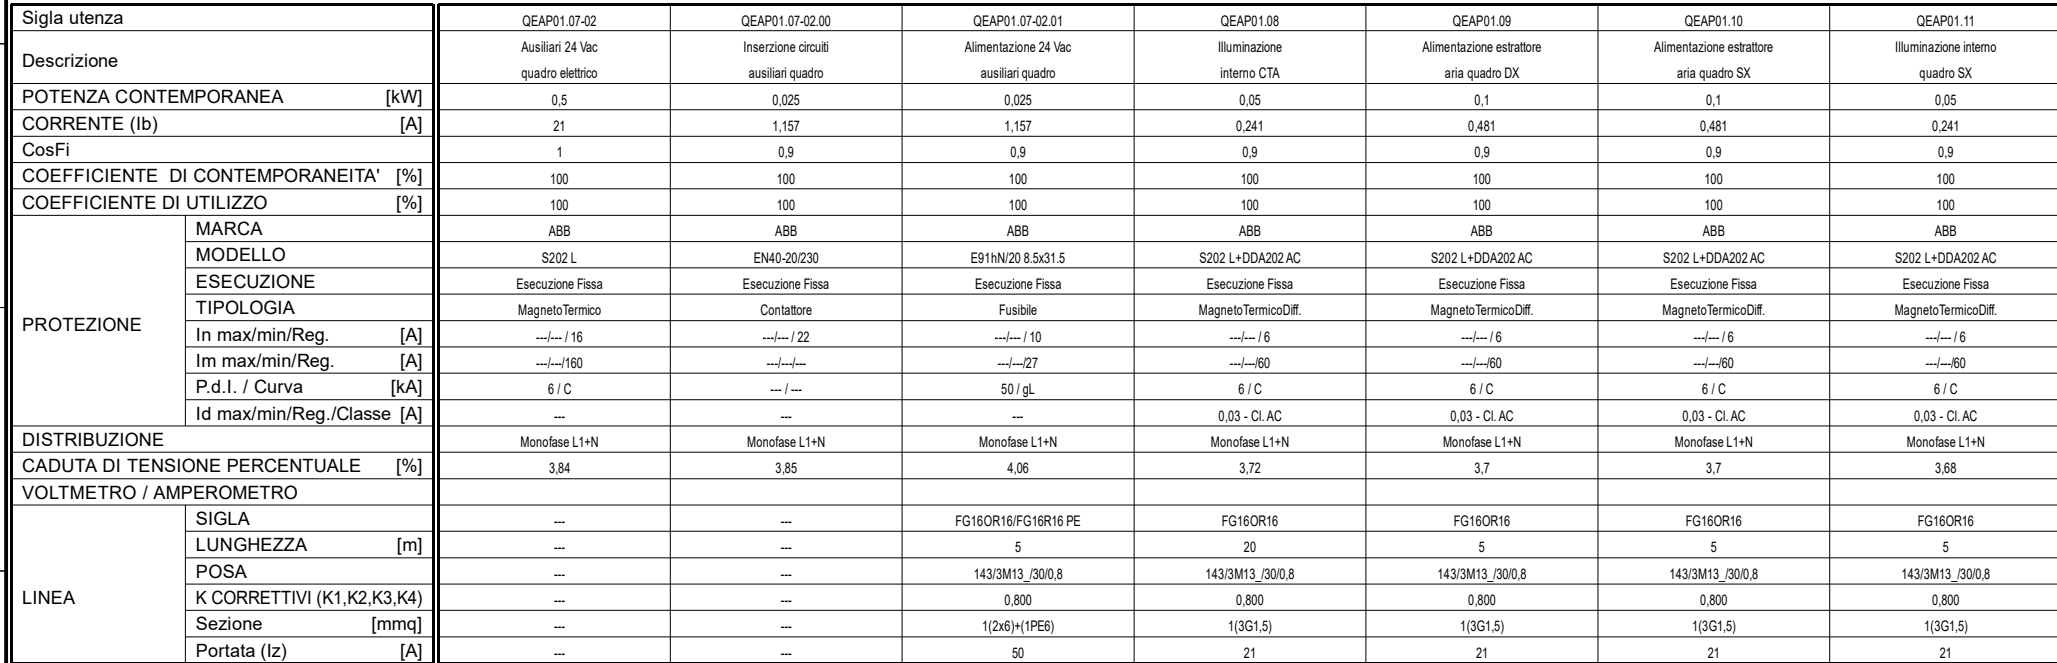 Sigla utenza QEAP01.07-02 QEAP01.07-02.00 QEAP01.07-02.01 QEAP01.08 QEAP01.09 QEAP01.10 QEAP01.11
Descrizione
Ausiliari 24 Vac Inserzione circuiti Alimentazione 24 Vac Illuminazione Alimentazione estrattore Alimentazione estrattore Illuminazione interno
quadro elettrico ausiliari quadro ausiliari quadro interno CTA aria quadro DX aria quadro SX quadro SX
POTENZA CONTEMPORANEA [kW] 0,5 0,025 0,025 0,05 0,1 0,1 0,05
CORRENTE (Ib) [A] 21 1,157 1,157 0,241 0,481 0,481 0,241
CosFi 1 0,9 0,9 0,9 0,9 0,9 0,9
COEFFICIENTE DI CONTEMPORANEITA' [%] 100 100 100 100 100 100 100
COEFFICIENTE DI UTILIZZO [%] 100 100 100 100 100 100 100
PROTEZIONE
MARCA ABB ABB ABB ABB ABB ABB ABB
MODELLO S202 L EN40-20/230 E91hN/20 8.5x31.5 S202 L+DDA202 AC S202 L+DDA202 AC S202 L+DDA202 AC S202 L+DDA202 AC
ESECUZIONE Esecuzione Fissa Esecuzione Fissa Esecuzione Fissa Esecuzione Fissa Esecuzione Fissa Esecuzione Fissa Esecuzione Fissa
TIPOLOGIA MagnetoTermico Contattore Fusibile MagnetoTermicoDiff. MagnetoTermicoDiff. MagnetoTermicoDiff. MagnetoTermicoDiff.
In max/min/Reg. [A] ---/--- / 16 ---/--- / 22 ---/--- / 10 ---/--- / 6 ---/--- / 6 ---/--- / 6 ---/--- / 6
Im max/min/Reg. [A] ---/---/160 ---/---/--- ---/---/27 ---/---/60 ---/---/60 ---/---/60 ---/---/60
P.d.I. / Curva [kA] 6 / C --- / --- 50 / gL 6 / C 6 / C 6 / C 6 / C
Id max/min/Reg./Classe [A] --- --- --- 0,03 - Cl. AC 0,03 - Cl. AC 0,03 - Cl. AC 0,03 - Cl. AC
DISTRIBUZIONE Monofase L1+N Monofase L1+N Monofase L1+N Monofase L1+N Monofase L1+N Monofase L1+N Monofase L1+N
CADUTA DI TENSIONE PERCENTUALE [%] 3,84 3,85 4,06 3,72 3,7 3,7 3,68
VOLTMETRO / AMPEROMETRO
LINEA
SIGLA --- --- FG16OR16/FG16R16 PE FG16OR16 FG16OR16 FG16OR16 FG16OR16
LUNGHEZZA [m] --- --- 5 20 5 5 5
POSA --- --- 143/3M13_/30/0,8 143/3M13_/30/0,8 143/3M13_/30/0,8 143/3M13_/30/0,8 143/3M13_/30/0,8
K CORRETTIVI (K1,K2,K3,K4) --- --- 0,800 0,800 0,800 0,800 0,800
Sezione [mmq] --- --- 1(2x6)+(1PE6) 1(3G1,5) 1(3G1,5) 1(3G1,5) 1(3G1,5)
Portata (Iz) [A] --- --- 50 21 21 21 21